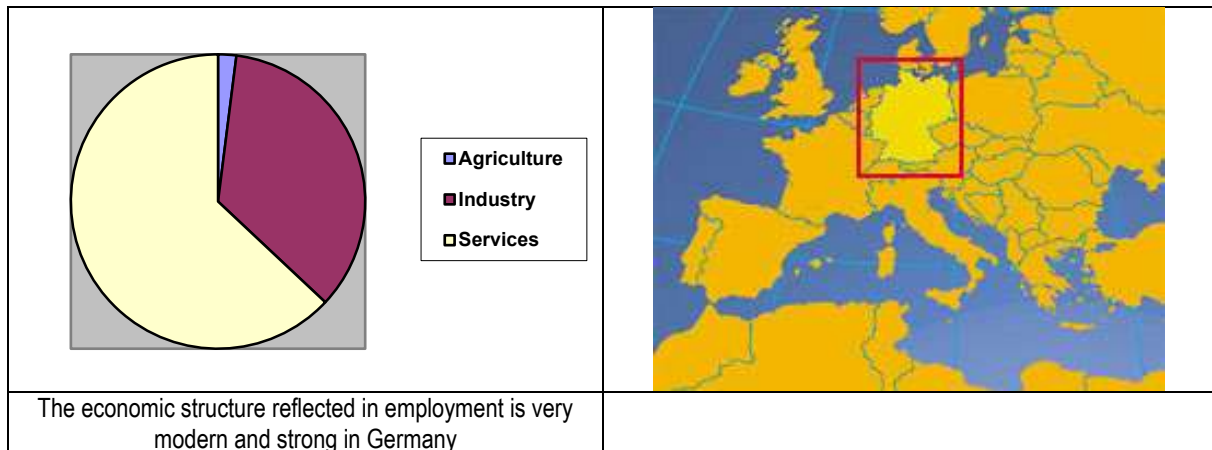 Agriculture
Industry
Services
The economic structure reflected in employment is very
modern and strong in Germany